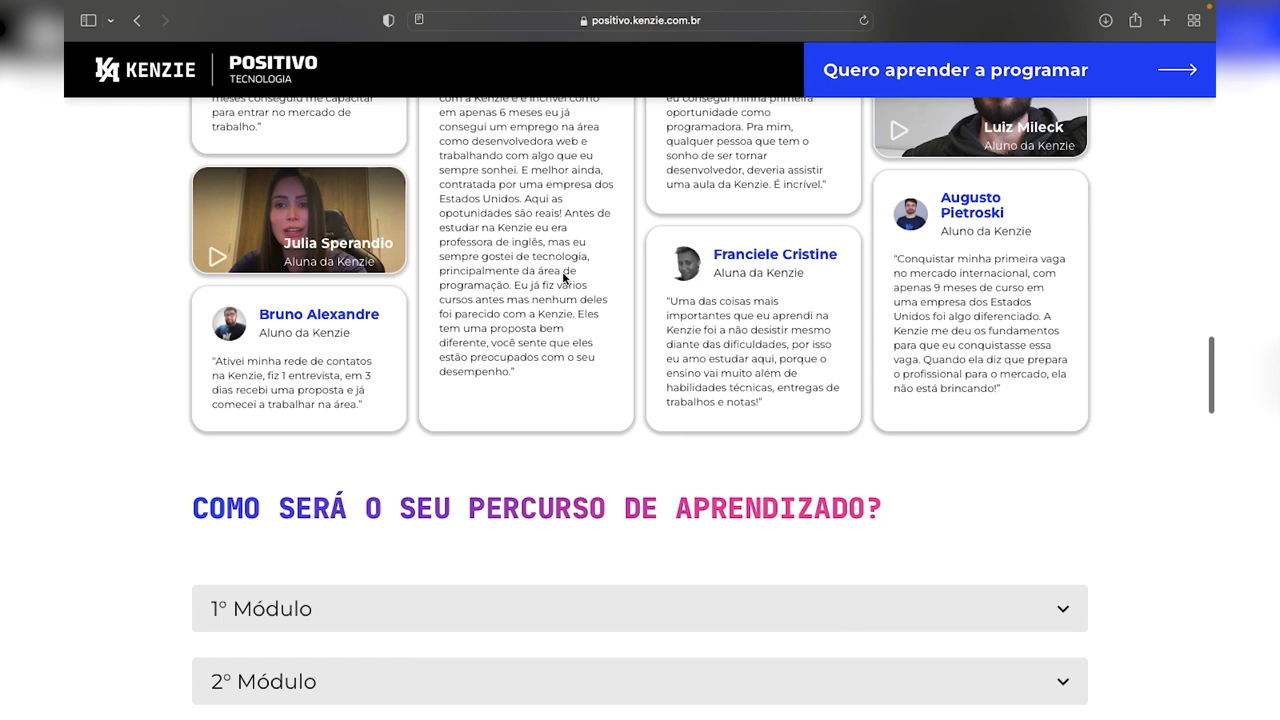 positivo.kenzie.com.br
KENZIE
POSITIVO
TECNOLOGIA
Quero aprender a programar
meses consegui me capacitar
para entrar no mercado de
trabalho.”
Julia Sperandio
Aluna da Kenzie
Bruno Alexandre
Aluno da Kenzie
“Ativei minha rede de contatos
na Kenzie, fiz 1 entrevista, em 3
dias recebi uma proposta e já
comecei a trabalhar na área.”
com a Kenzie e é incrível como
em apenas 6 meses eu já
consegui um emprego na área
como desenvolvedora web e
trabalhando com algo que eu
sempre sonhei. E melhor ainda,
contratada por uma empresa dos
Estados Unidos. Aqui as
opotunidades são reais! Antes de
estudar na Kenzie eu era
professora de inglês, mas eu
sempre gostei de tecnologia,
principalmente da área de
programação. Eu já fiz vários
cursos antes mas nenhum deles
foi parecido com a Kenzie. Eles
tem uma proposta bem
diferente, você sente que eles
estão preocupados com o seu
desempenho.”
eu consegui minha primeira
oportunidade como
programadora. Pra mim,
qualquer pessoa que tem o
sonho de ser tornar
desenvolvedor, deveria assistir
uma aula da Kenzie. É incrível.”
Franciele Cristine
Aluna da Kenzie
“Uma das coisas mais
importantes que eu aprendi na
Kenzie foi a não desistir mesmo
diante das dificuldades, por isso
eu amo estudar aqui, porque o
ensino vai muito além de
habilidades técnicas, entregas de
trabalhos e notas!”
Luiz Mileck
Aluno da Kenzie
Augusto
Pietroski
Aluno da Kenzie
“Conquistar minha primeira vaga
no mercado internacional, com
apenas 9 meses de curso em
uma empresa dos Estados
Unidos foi algo diferenciado. A
Kenzie me deu os fundamentos
para que eu conquistasse essa
vaga. Quando ela diz que prepara
o profissional para o mercado, ela
não está brincando!”
COMO SERÁ O SEU PERCURSO DE APRENDIZADO?
1º Módulo
2º Módulo